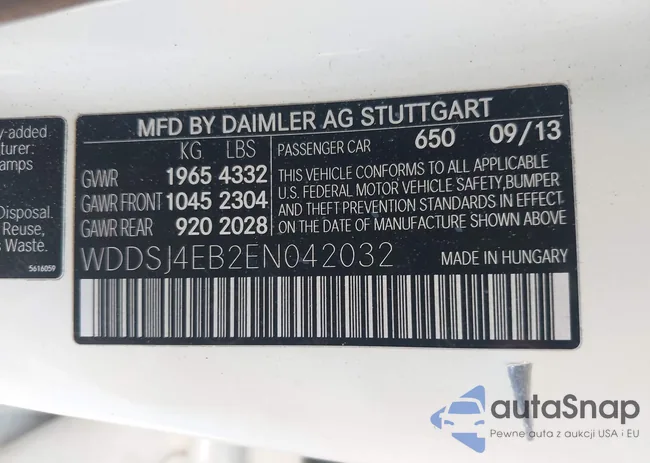 y-added
turer:
amps
Disposal.
Reuse,
s Waste.
5616059
MFD BY DAIMLER AG STUTTGART
KG LBS
GVWR 1965 4332
GAWR FRONT 1045 2304
GAWR REAR 920 2028
PASSENGER CAR 650 09/13
THIS VEHICLE CONFORMS TO ALL APPLICABLE
U.S. FEDERAL MOTOR VEHICLE SAFETY,BUMPER
AND THEFT PREVENTION STANDARDS IN EFFECT
ON THE DATE OF MANUFACTURE SHOWN ABOVE.
WDDSJ4EB2EN042032 MADE IN HUNGARY
autaSnap
Pewne auta z aukcji USA i EU